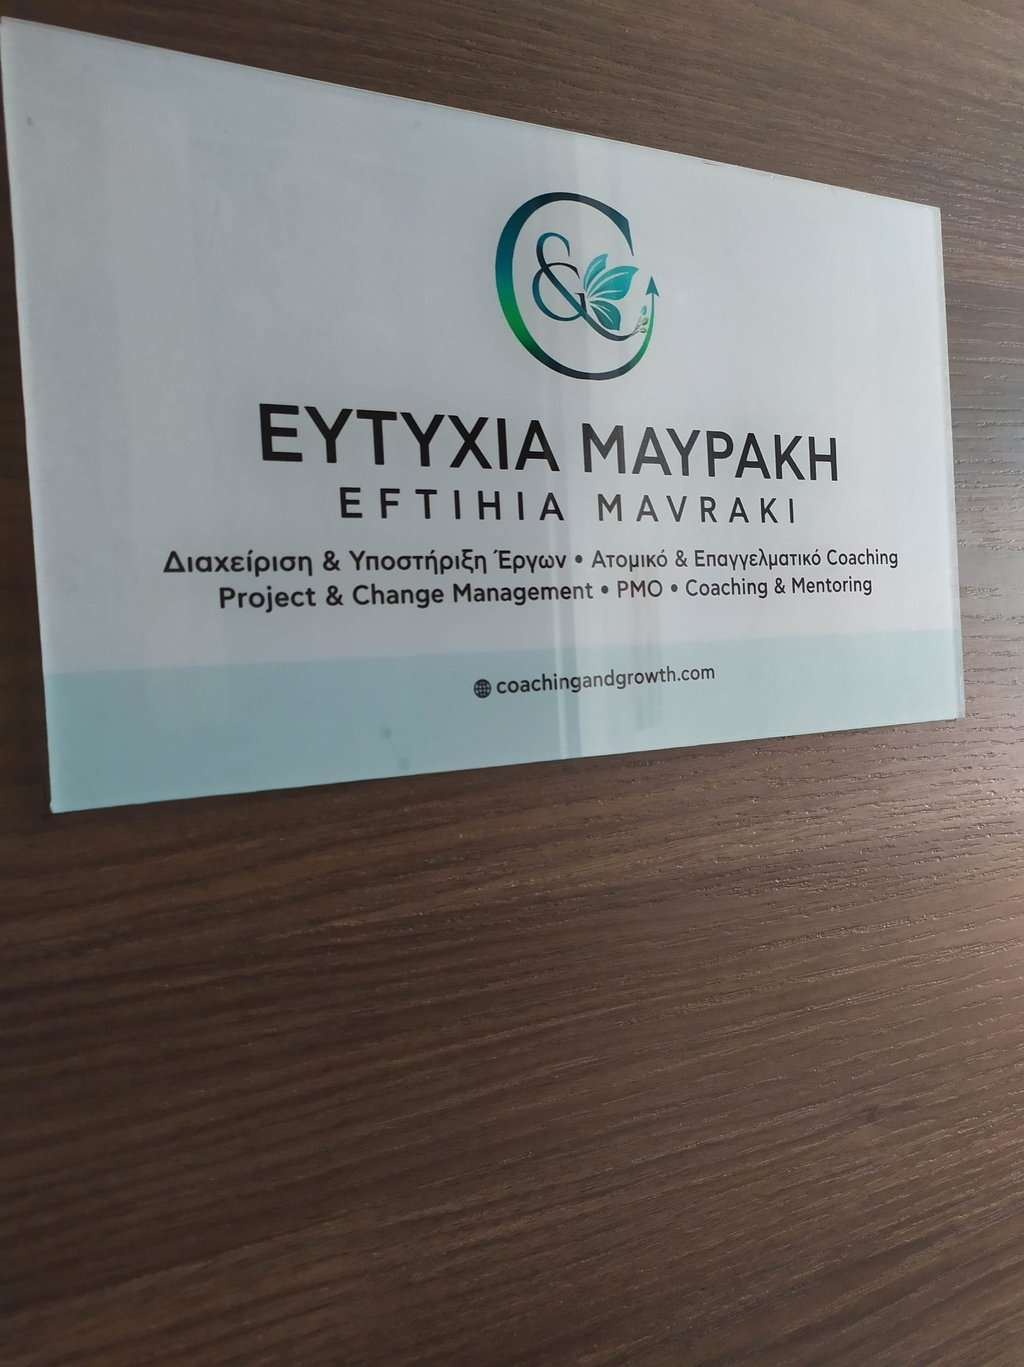 ΕΥΤΥΧΙΑ ΜΑΥΡΑΚΗ
EFTIHIA MAVRAKI
Διαχείριση & Υποστήριξη Έργων • Ατομικό & Επαγγελματικό Coaching
Project & Change Management • PMO • Coaching & Mentoring
coachingandgrowth.com